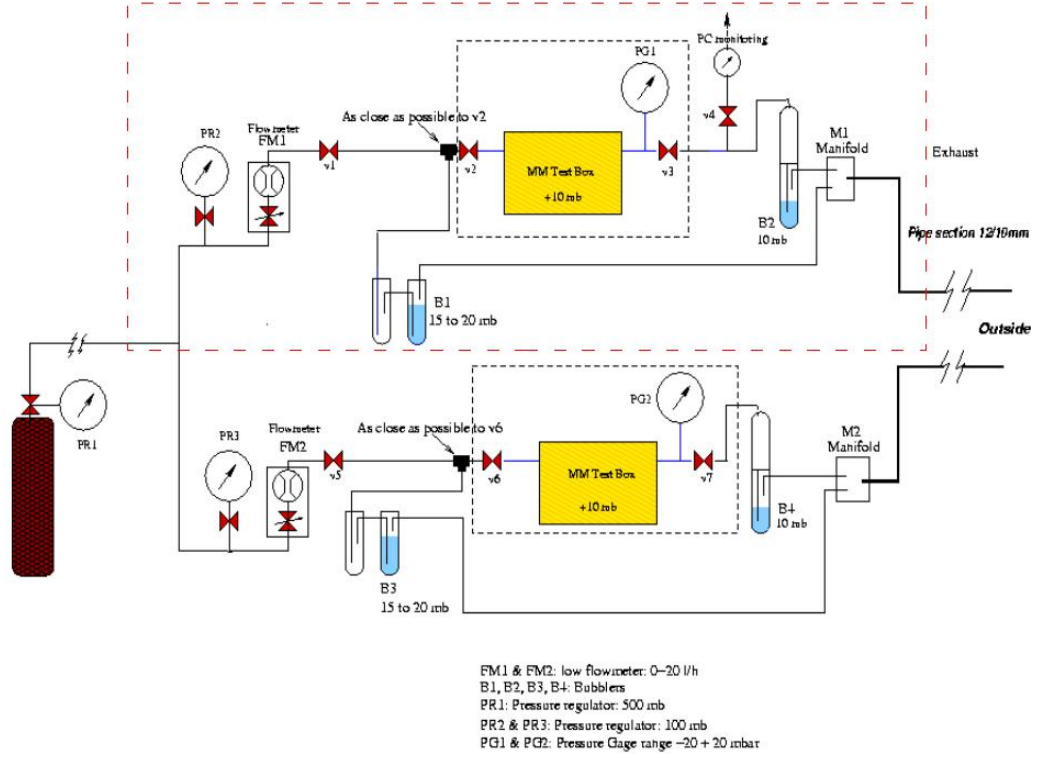 PC monitoring
PG1
As close as possible to v2
v4
Flowmeter
FM1
PR2
v1
v2
MM Test Box
+10 mb
v3
M1
Manifold
Exhaust
B2
10 mb
Pipe section 12/10mm
B1
15 to 20 mb
Outside
PR1
PG2
As close as possible to v6
Flowmeter
FM2
PR3
v5
v6
MM Test Box
+10 mb
v7
M2
Manifold
B4
10 mb
B3
15 to 20 mb
FM1 & FM2: low flowmeter: 0–20 l/h
B1, B2, B3, B4: Bubblers
PR1: Pressure regulator: 500 mb
PR2 & PR3: Pressure regulator: 100 mb
PG1 & PG2: Pressure Gage range –20 + 20 mbar